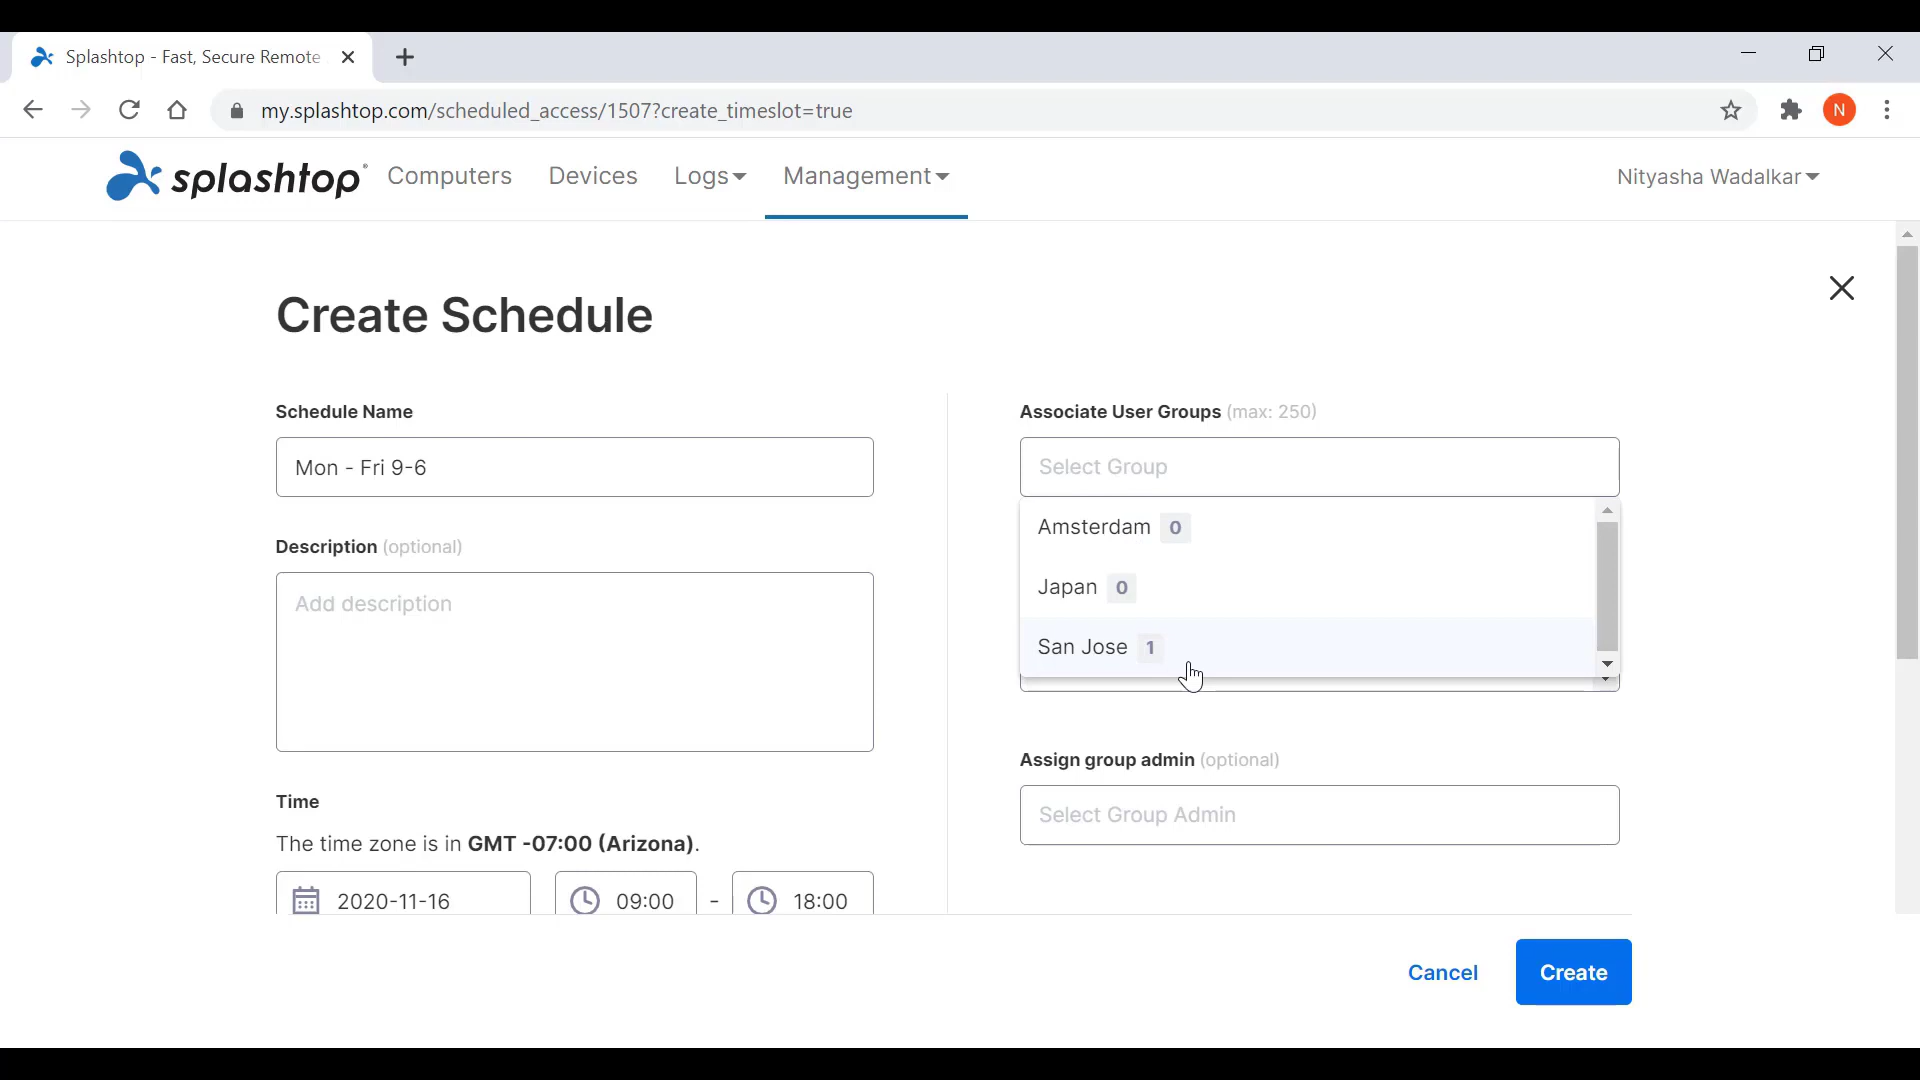 Splashtop - Fast, Secure Remote
my.splashtop.com/scheduled_access/1507?create_timeslot=true
N
splashtop
Computers
Devices
Logs
Management
Nityasha Wadalkar
Create Schedule
Schedule Name
Mon - Fri 9-6
Description (optional)
Add description
Time
The time zone is in GMT -07:00 (Arizona).
2020-11-16
09:00
-
18:00
Associate User Groups (max: 250)
Select Group
Amsterdam 0
Japan 0
San Jose 1
Assign group admin (optional)
Select Group Admin
Cancel
Create